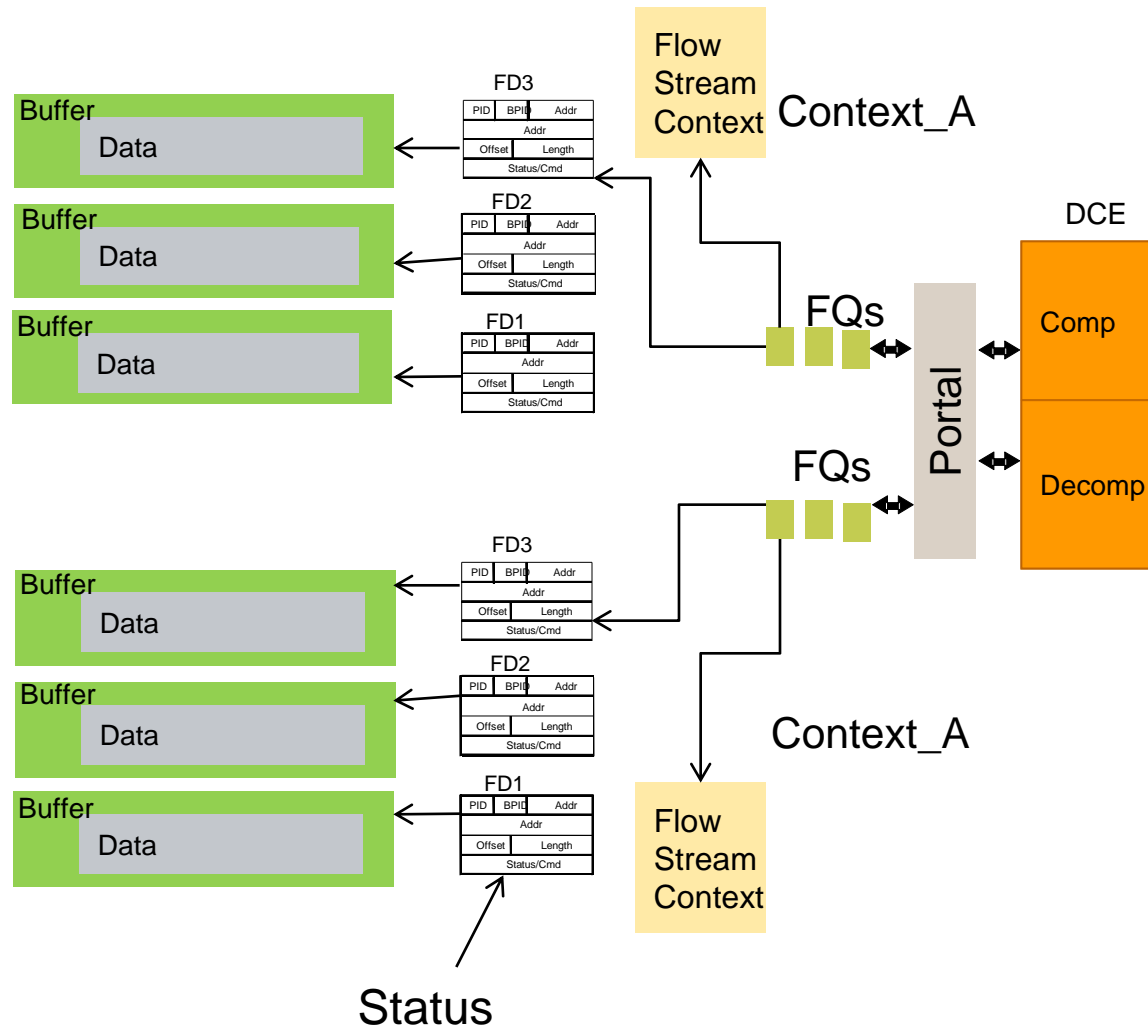 Flow
Stream
Context
Context_A
FD3
PID BPID Addr
Addr
Offset Length
Status/Cmd
Buffer
Data
FD2
PID BPID Addr
Addr
Offset Length
Status/Cmd
Buffer
Data
DCE
FD1
PID BPID Addr
Addr
Offset Length
Status/Cmd
Buffer
Data
FQs
Portal
Comp
Decomp
FQs
FD3
PID BPID Addr
Addr
Offset Length
Status/Cmd
Buffer
Data
FD2
PID BPID Addr
Addr
Offset Length
Status/Cmd
Buffer
Data
Context_A
FD1
PID BPID Addr
Addr
Offset Length
Status/Cmd
Buffer
Data
Flow
Stream
Context
Status